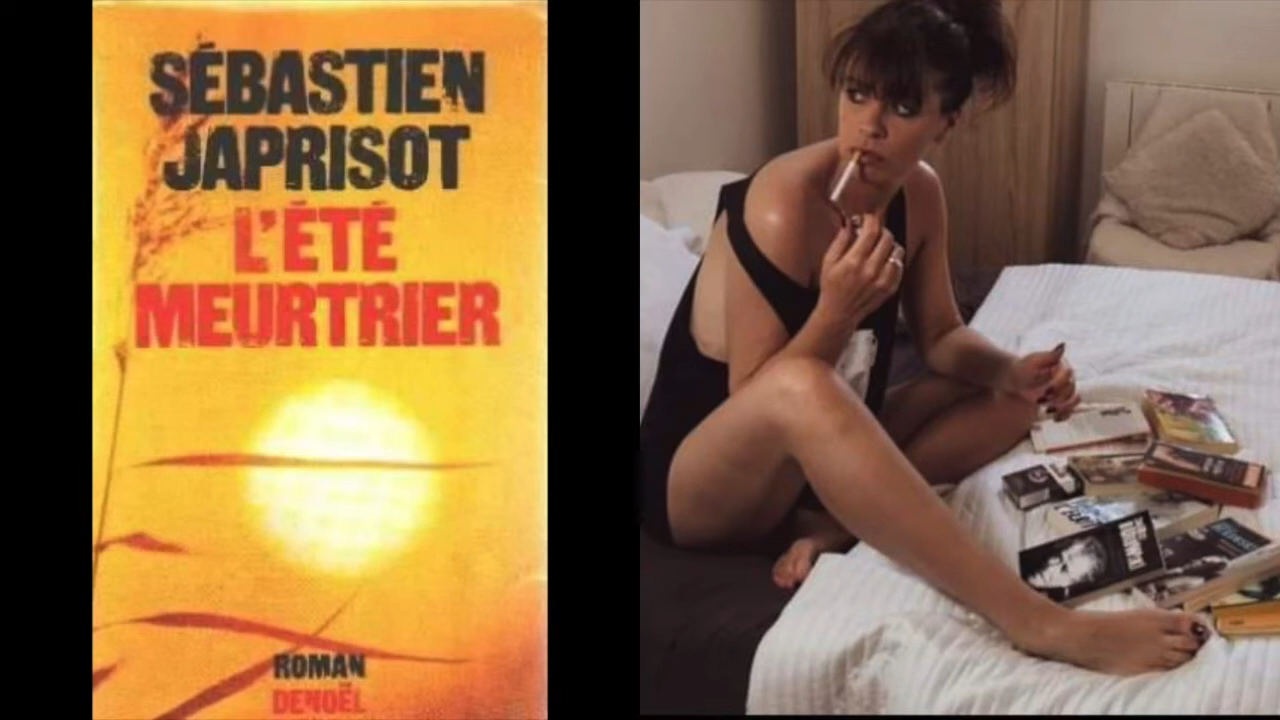 SÉBASTIEN
JAPRISOT
L'ÉTÉ
MEURTRIER
ROMAN
DENOËL